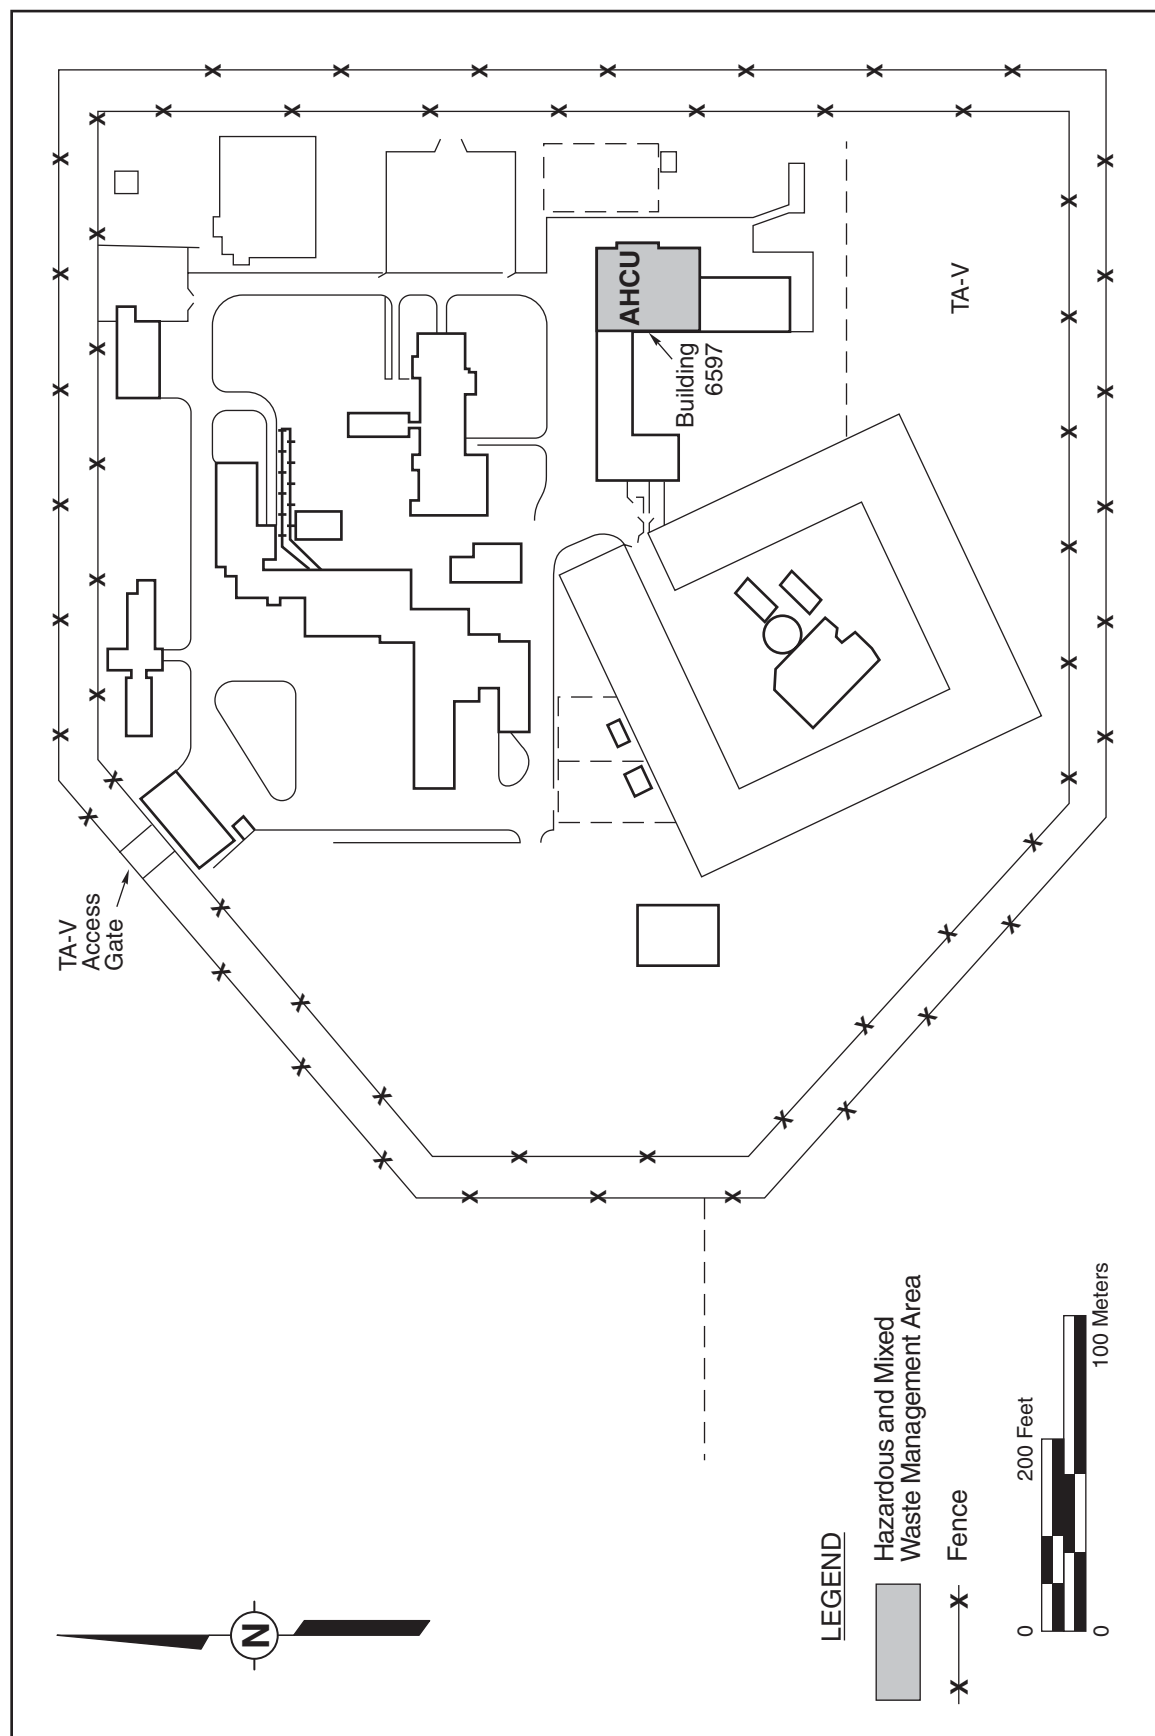 TA-V
Access
Gate
AHCU
Building
6597
TA-V
N
LEGEND
Hazardous and Mixed
Waste Management Area
Fence
0
200 Feet
0
100 Meters